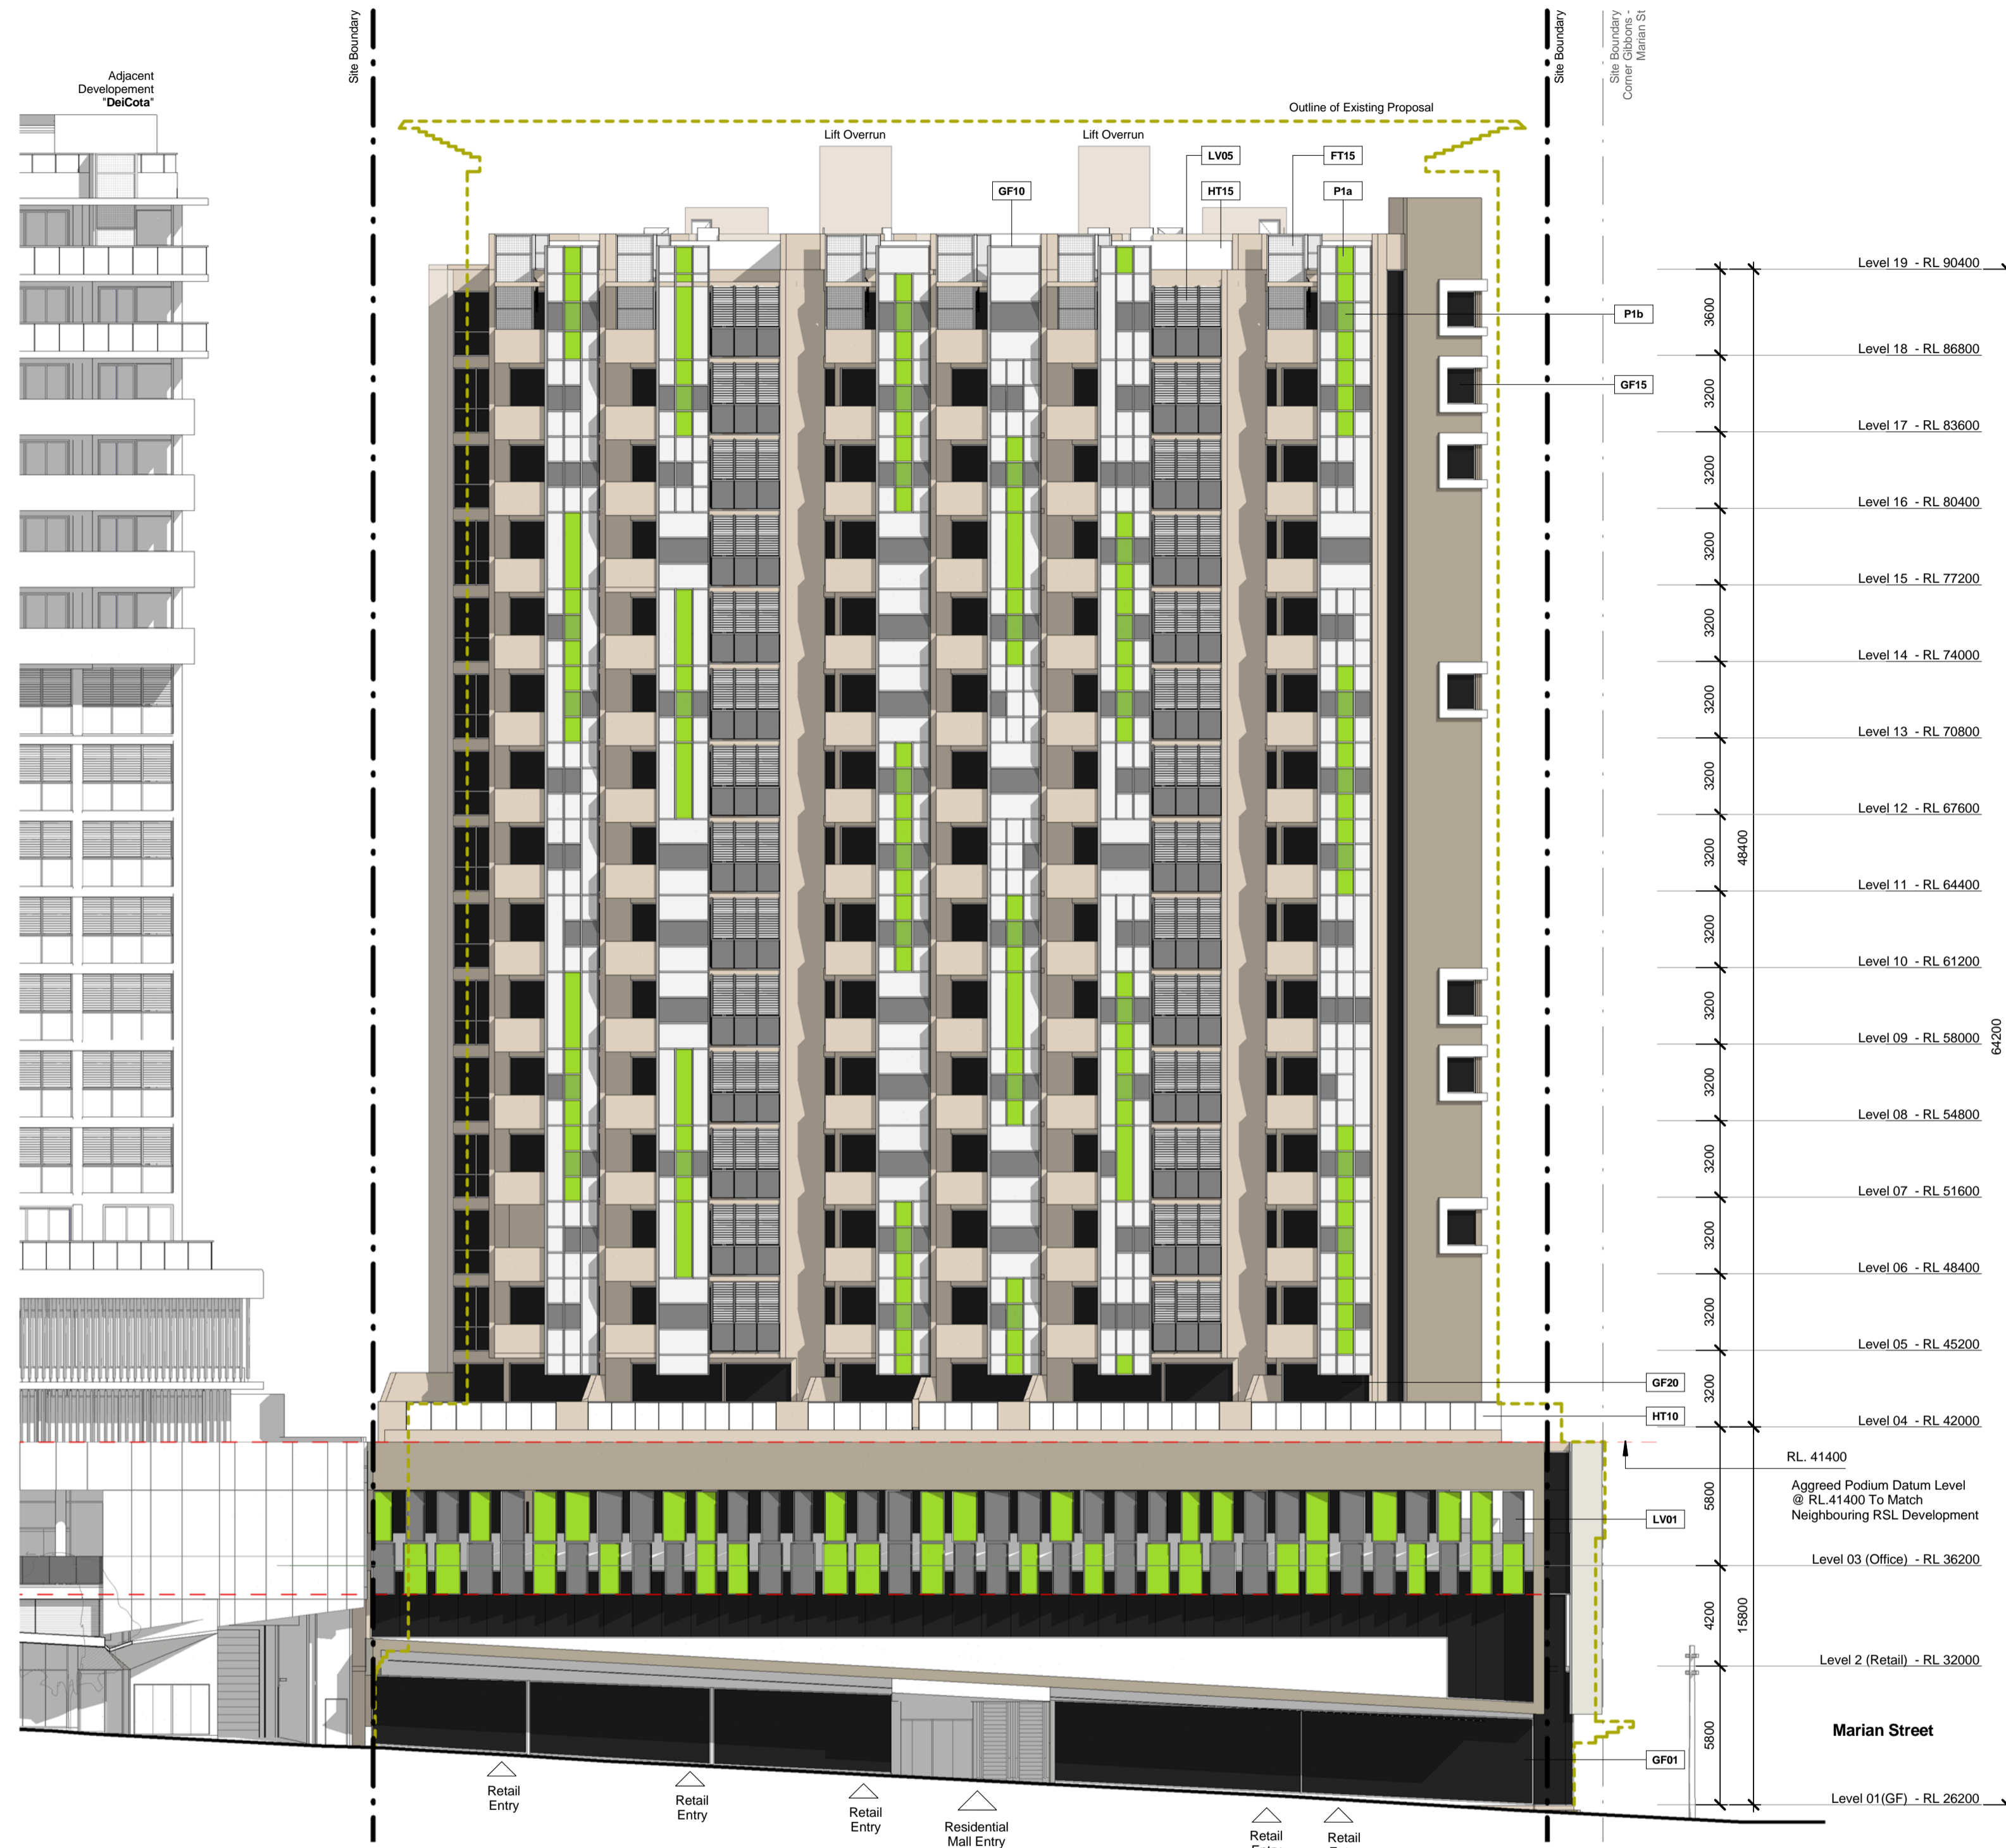 Site Boundary
Site Boundary
Site Boundary
Corner Gibbons -
Marian St
Adjacent
Developement
"DeiCota"
Outline of Existing Proposal
Lift Overrun
Lift Overrun
LV05
FT15
GF10
HT15
P1a
Level 19 - RL 90400
P1b
3600
Level 18 - RL 86800
GF15
3200
Level 17 - RL 83600
3200
Level 16 - RL 80400
3200
Level 15 - RL 77200
3200
Level 14 - RL 74000
3200
Level 13 - RL 70800
3200
Level 12 - RL 67600
3200
48400
Level 11 - RL 64400
3200
Level 10 - RL 61200
3200
Level 09 - RL 58000
64200
3200
Level 08 - RL 54800
3200
Level 07 - RL 51600
3200
Level 06 - RL 48400
3200
Level 05 - RL 45200
GF20
3200
HT10
Level 04 - RL 42000
RL. 41400
Aggreed Podium Datum Level
@ RL.41400 To Match
Neighbouring RSL Development
5800
LV01
Level 03 (Office) - RL 36200
4200
15800
Level 2 (Retail) - RL 32000
Marian Street
5800
GF01
Level 01(GF) - RL 26200
Retail
Entry
Retail
Entry
Retail
Entry
Residential
Mall Entry
Retail
Entry
Retail